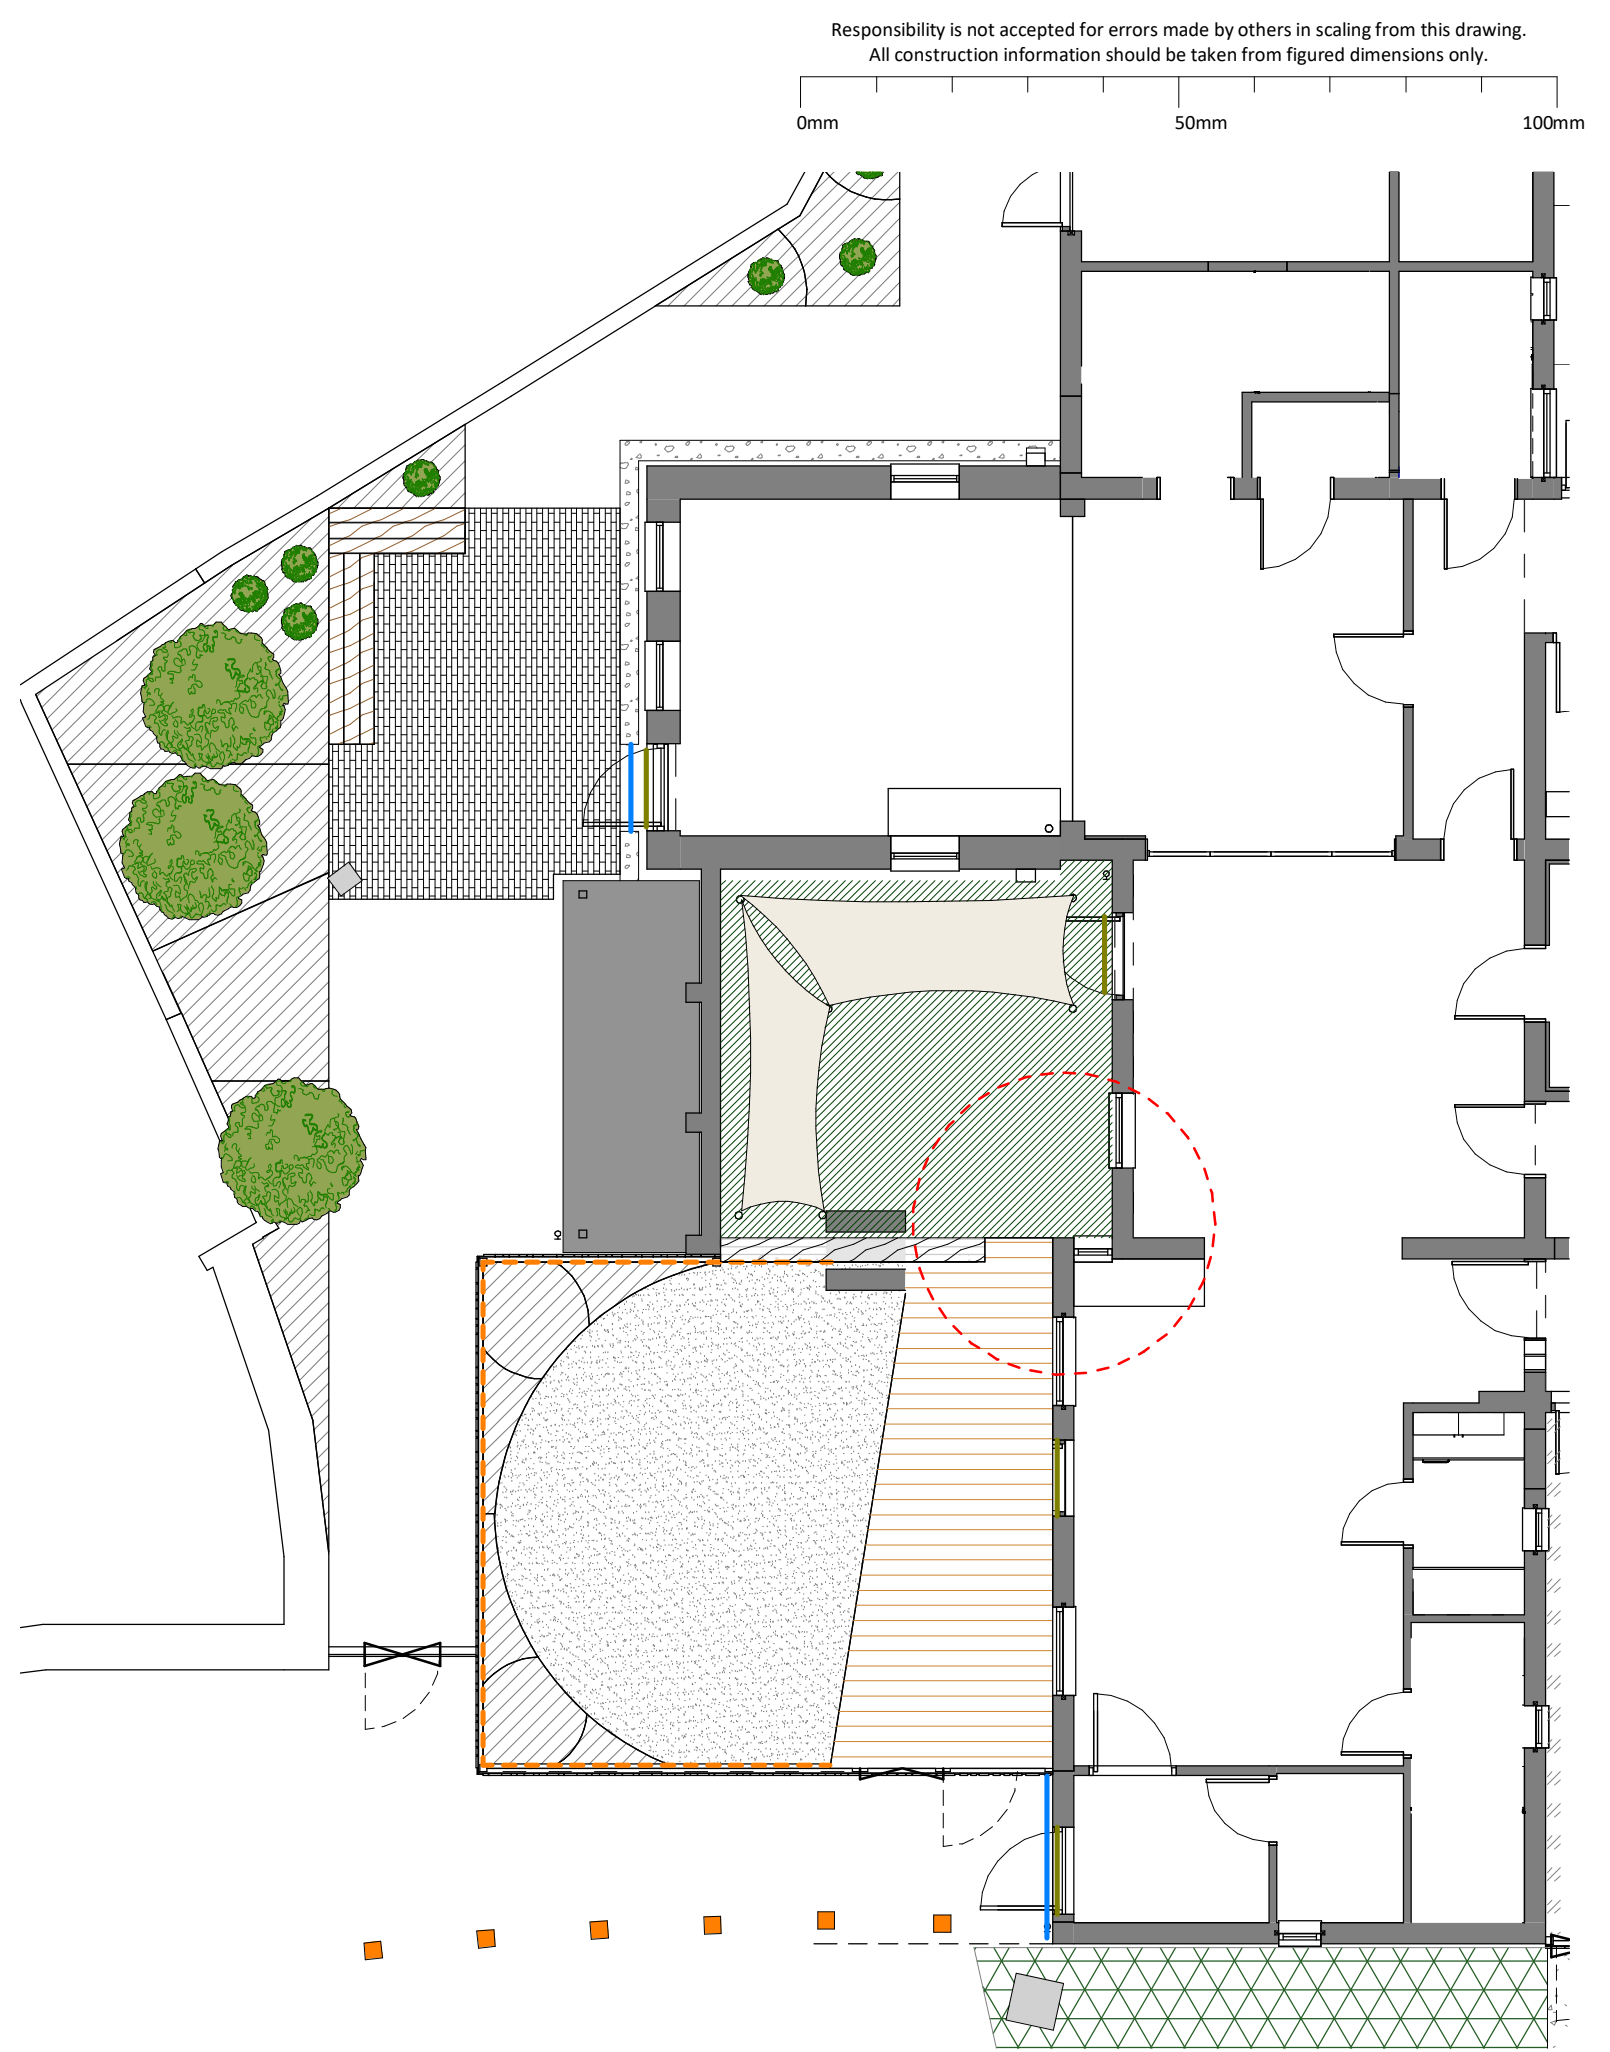 Responsibility is not accepted for errors made by others in scaling from this drawing.
All construction information should be taken from figured dimensions only.
0mm 50mm 100mm